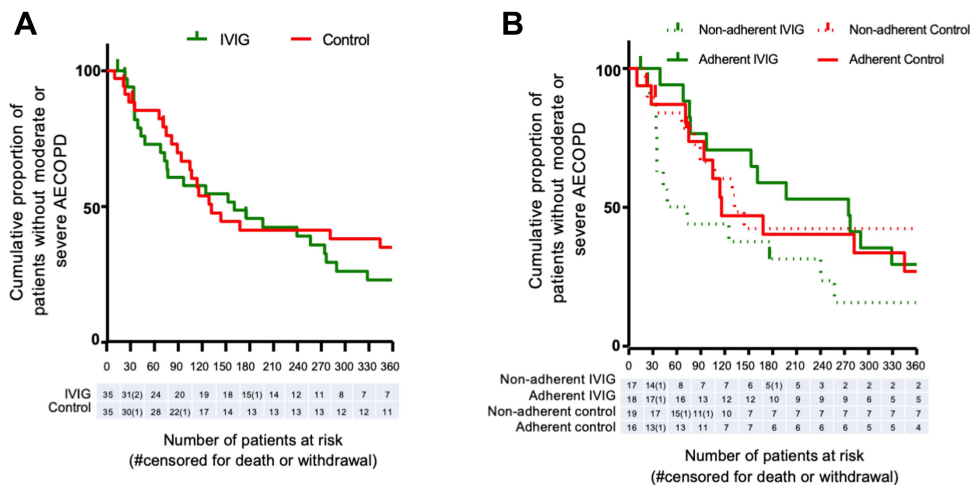 A
IVIG
Control
Cumulative proportion of
patients without moderate or
severe AECOPD
100
50
0
0 30 60 90 120 150 180 210 240 270 300 330 360
IVIG 35 31(2) 24 20 19 18 15(1) 14 12 11 8 7 7
Control 35 30(1) 28 22(1) 17 14 13 13 13 13 12 12 11
Number of patients at risk
(#censored for death or withdrawal)
B
Non-adherent IVIG
Non-adherent Control
Adherent IVIG
Adherent Control
Cumulative proportion of
patients without moderate or
severe AECOPD
100
50
0
0 30 60 90 120 150 180 210 240 270 300 330 360
Non-adherent IVIG 17 14(1) 8 7 7 6 5(1) 5 3 2 2 2 2
Adherent IVIG 18 17(1) 16 13 12 12 10 9 9 9 6 5 5
Non-adherent control 19 17 15(1) 11(1) 10 7 7 7 7 7 7 7 7
Adherent control 16 13(1) 13 11 7 7 6 6 6 6 5 5 4
Number of patients at risk
(#censored for death or withdrawal)